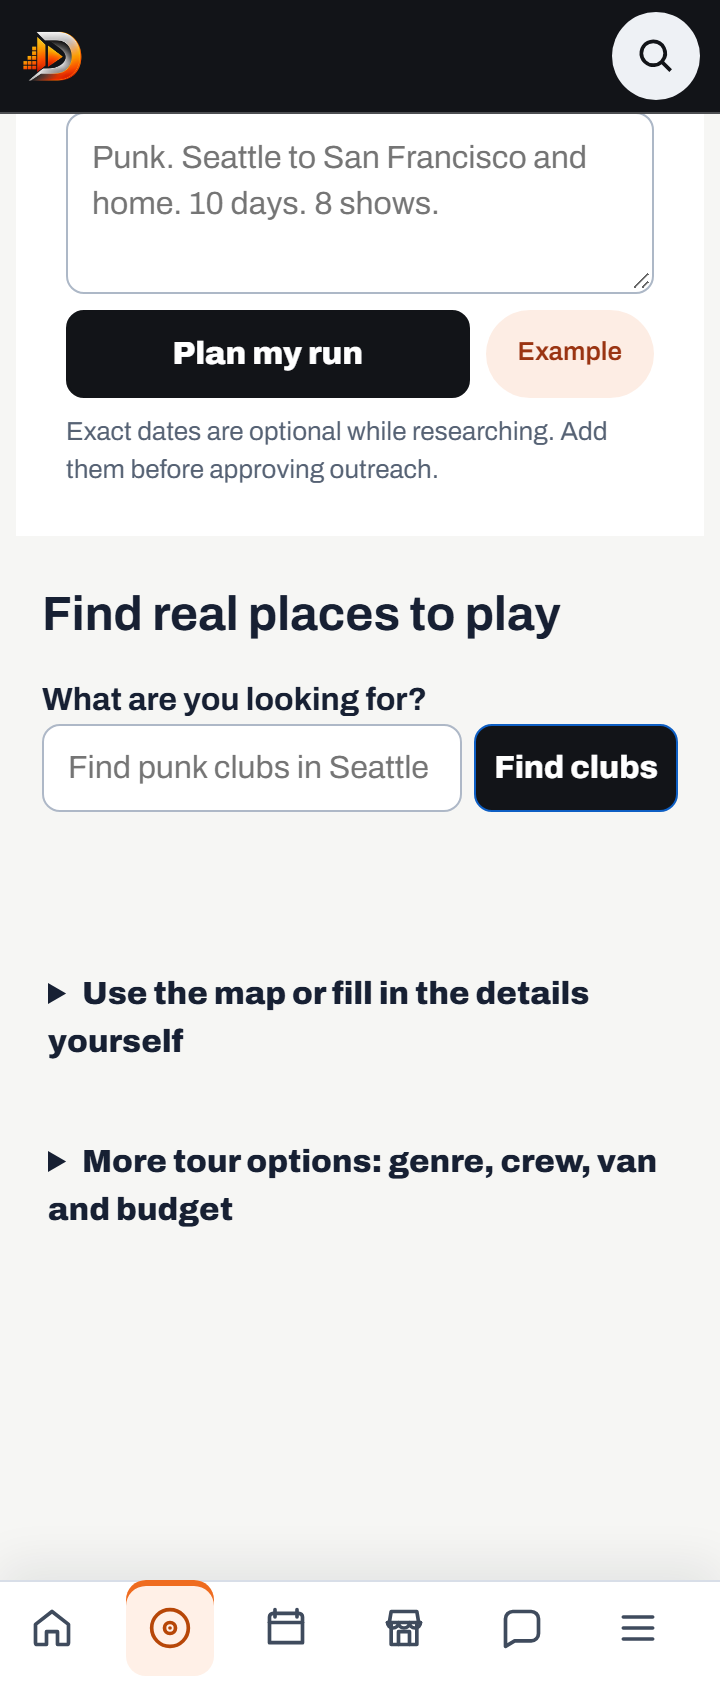 Punk. Seattle to San Francisco and
home. 10 days. 8 shows.
Plan my run
Example
Exact dates are optional while researching. Add
them before approving outreach.
Find real places to play
What are you looking for?
Find punk clubs in Seattle
Find clubs
Use the map or fill in the details
yourself
More tour options: genre, crew, van
and budget